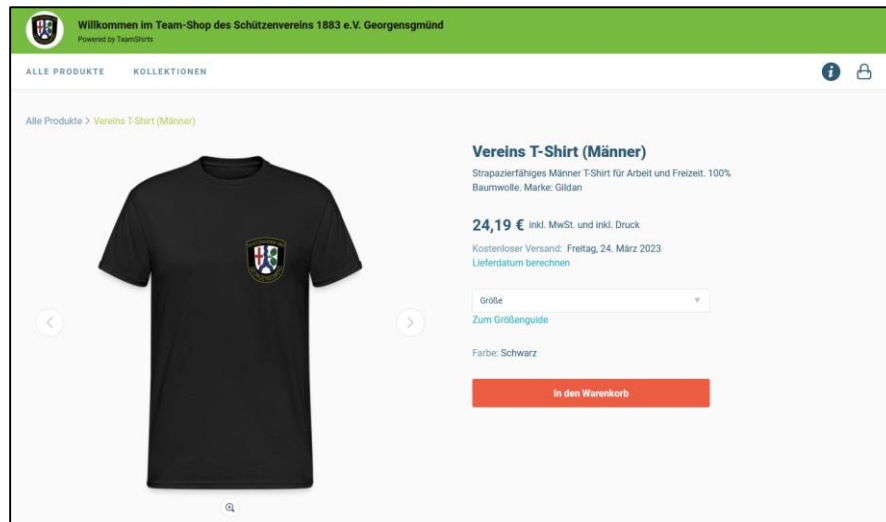 Willkommen im Team-Shop des Schützenvereins 1883 e.V. Georgensgmünd
Powered by TeamShirts
ALLE PRODUKTE KOLLEKTIONEN
Alle Produkte > Vereins T-Shirt (Männer)
Vereins T-Shirt (Männer)
Strapazierfähiges Männer T-Shirt für Arbeit und Freizeit. 100%
Baumwolle. Marke: Gildan
24,19 € inkl. MwSt. und inkl. Druck
Kostenloser Versand: Freitag, 24. März 2023
Lieferdatum berechnen
Größe
Zum Größenguide
Farbe: Schwarz
In den Warenkorb